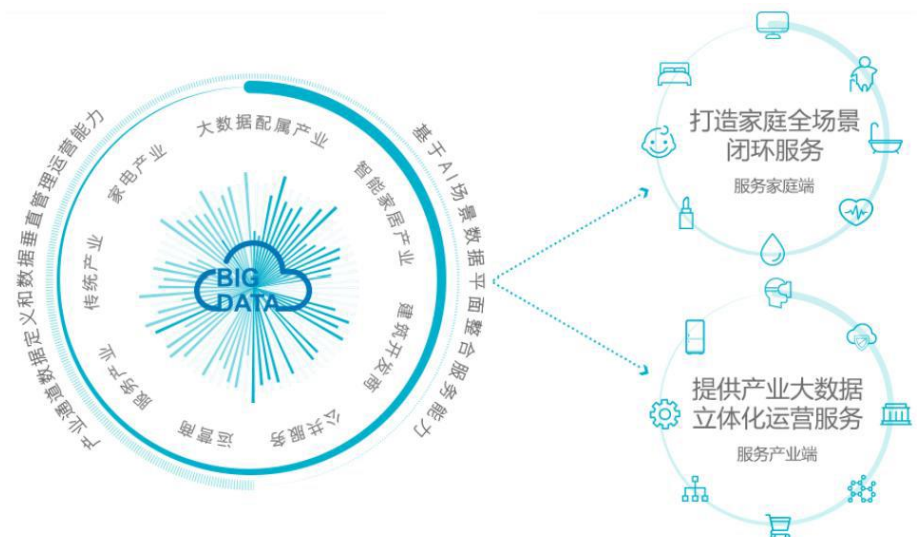 产业通道数据定义和数据垂直管理运营能力
基于AI场景数据平面整合服务能力
大数据配属产业
智能家居产业
建筑开发商
公共服务
运营商
服务产业
传统产业
家电产业
BIG
DATA
打造家庭全场景
闭环服务
服务家庭端
提供产业大数据
立体化运营服务
服务产业端